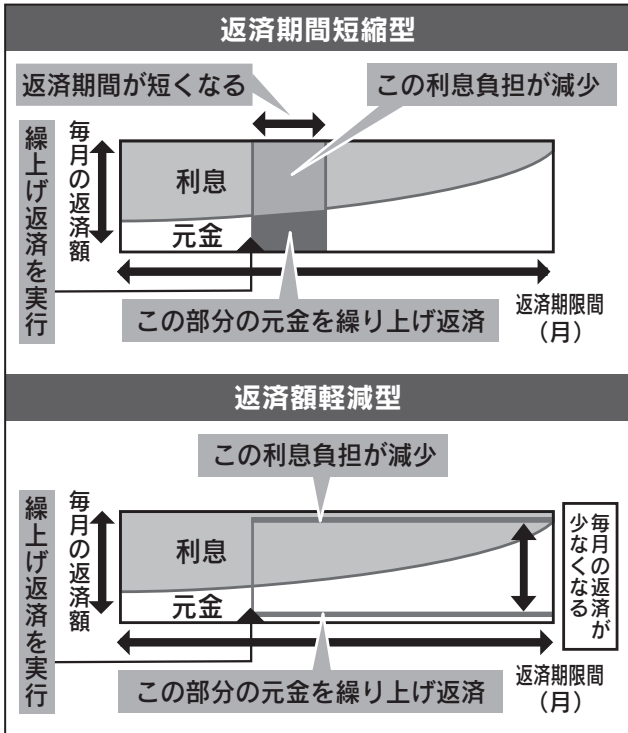 返済期間短縮型
返済期間が短くなる
この利息負担が減少
繰上げ返済を実行
毎月の返済額
利息
元金
この部分の元金を繰り上げ返済
返済期限間
（月）
返済額軽減型
この利息負担が減少
繰上げ返済を実行
毎月の返済額
利息
元金
毎月の返済が
少なくなる
この部分の元金を繰り上げ返済
返済期限間
（月）